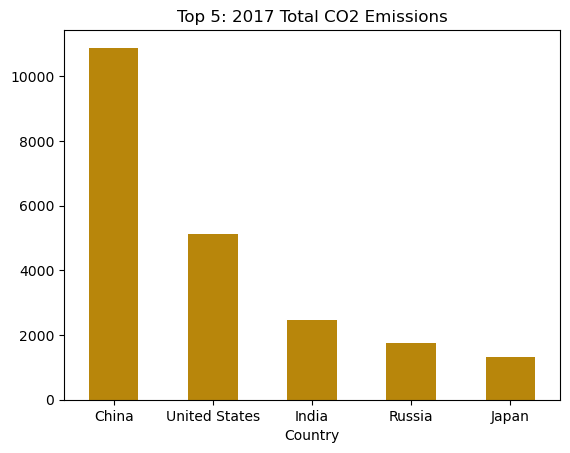 Top 5: 2017 Total CO2 Emissions
10000
8000
6000
4000
2000
0
China United States India Russia Japan
Country